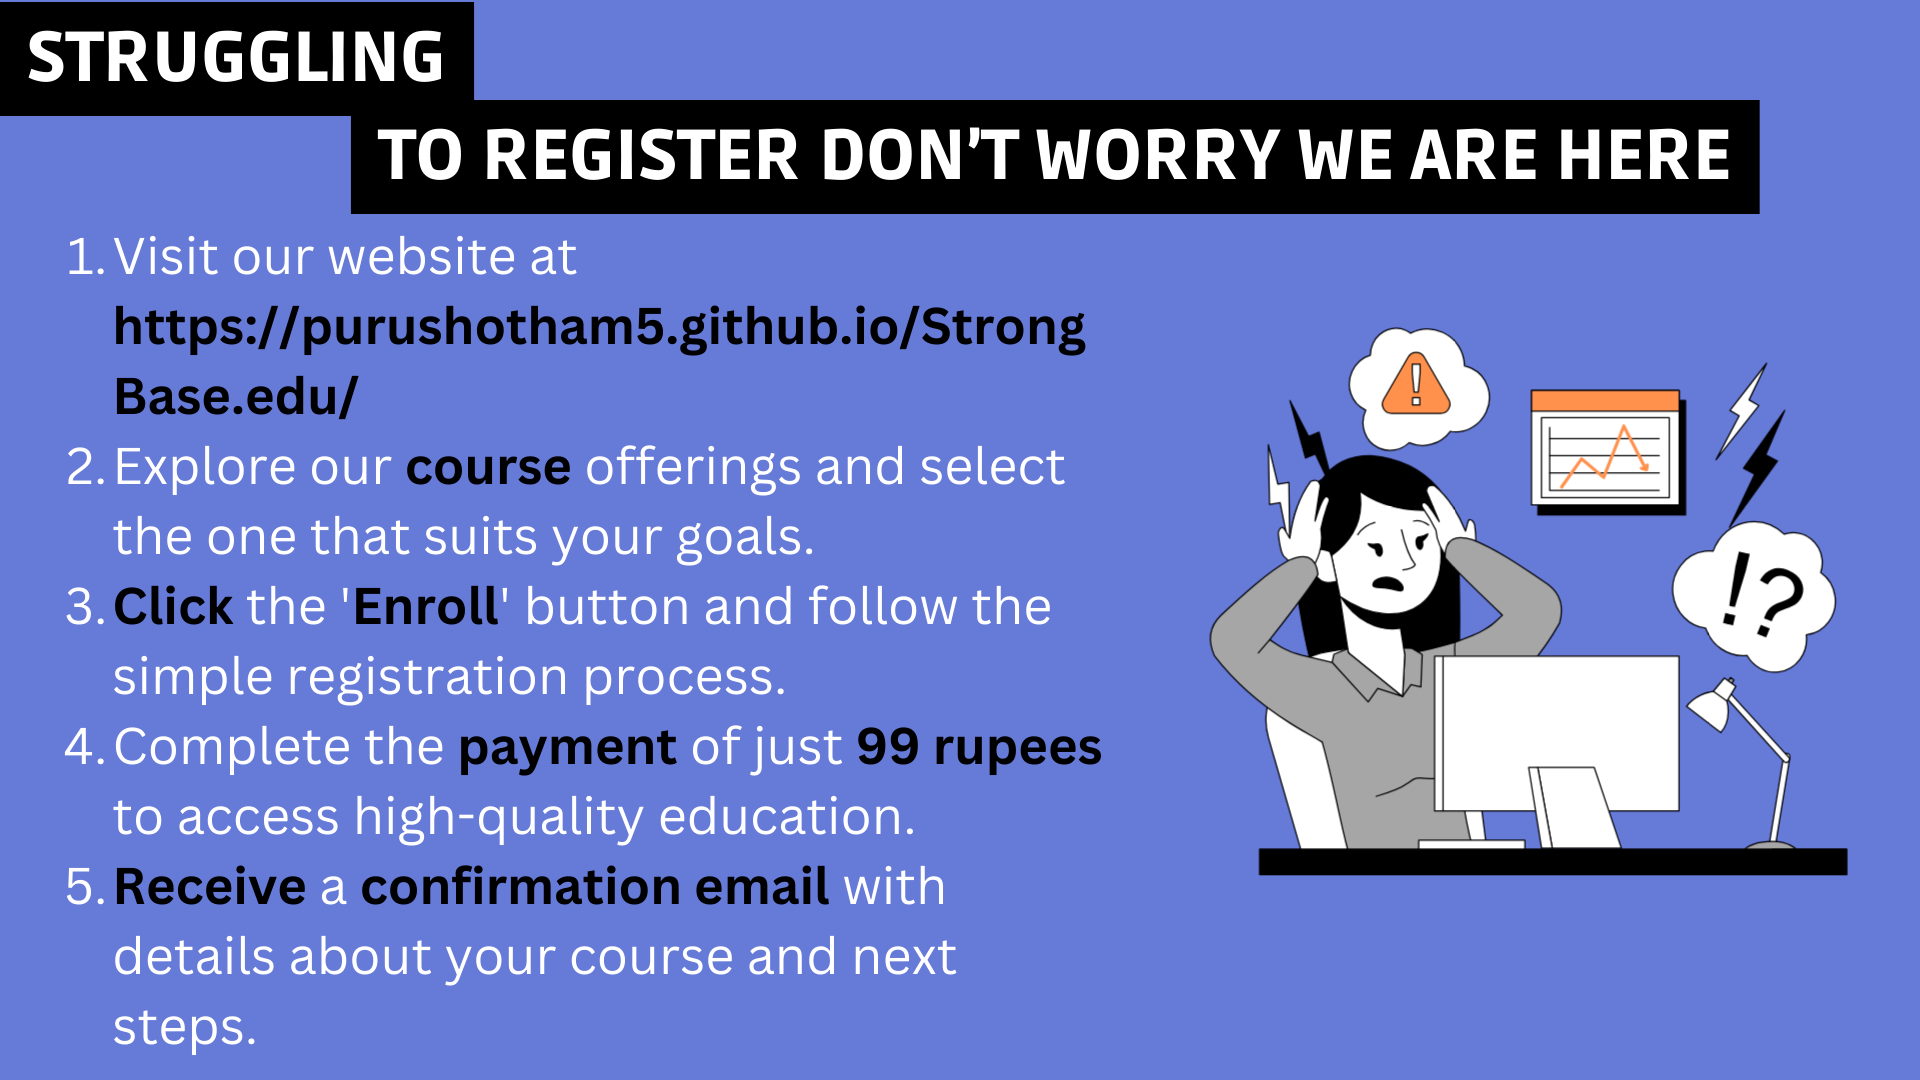 STRUGGLING
TO REGISTER DON'T WORRY WE ARE HERE
1. Visit our website at
https://purushotham5.github.io/Strong
Base.edu/
2. Explore our course offerings and select
the one that suits your goals.
3. Click the 'Enroll' button and follow the
simple registration process.
4. Complete the payment of just 99 rupees
to access high-quality education.
5. Receive a confirmation email with
details about your course and next
steps.
!
!?